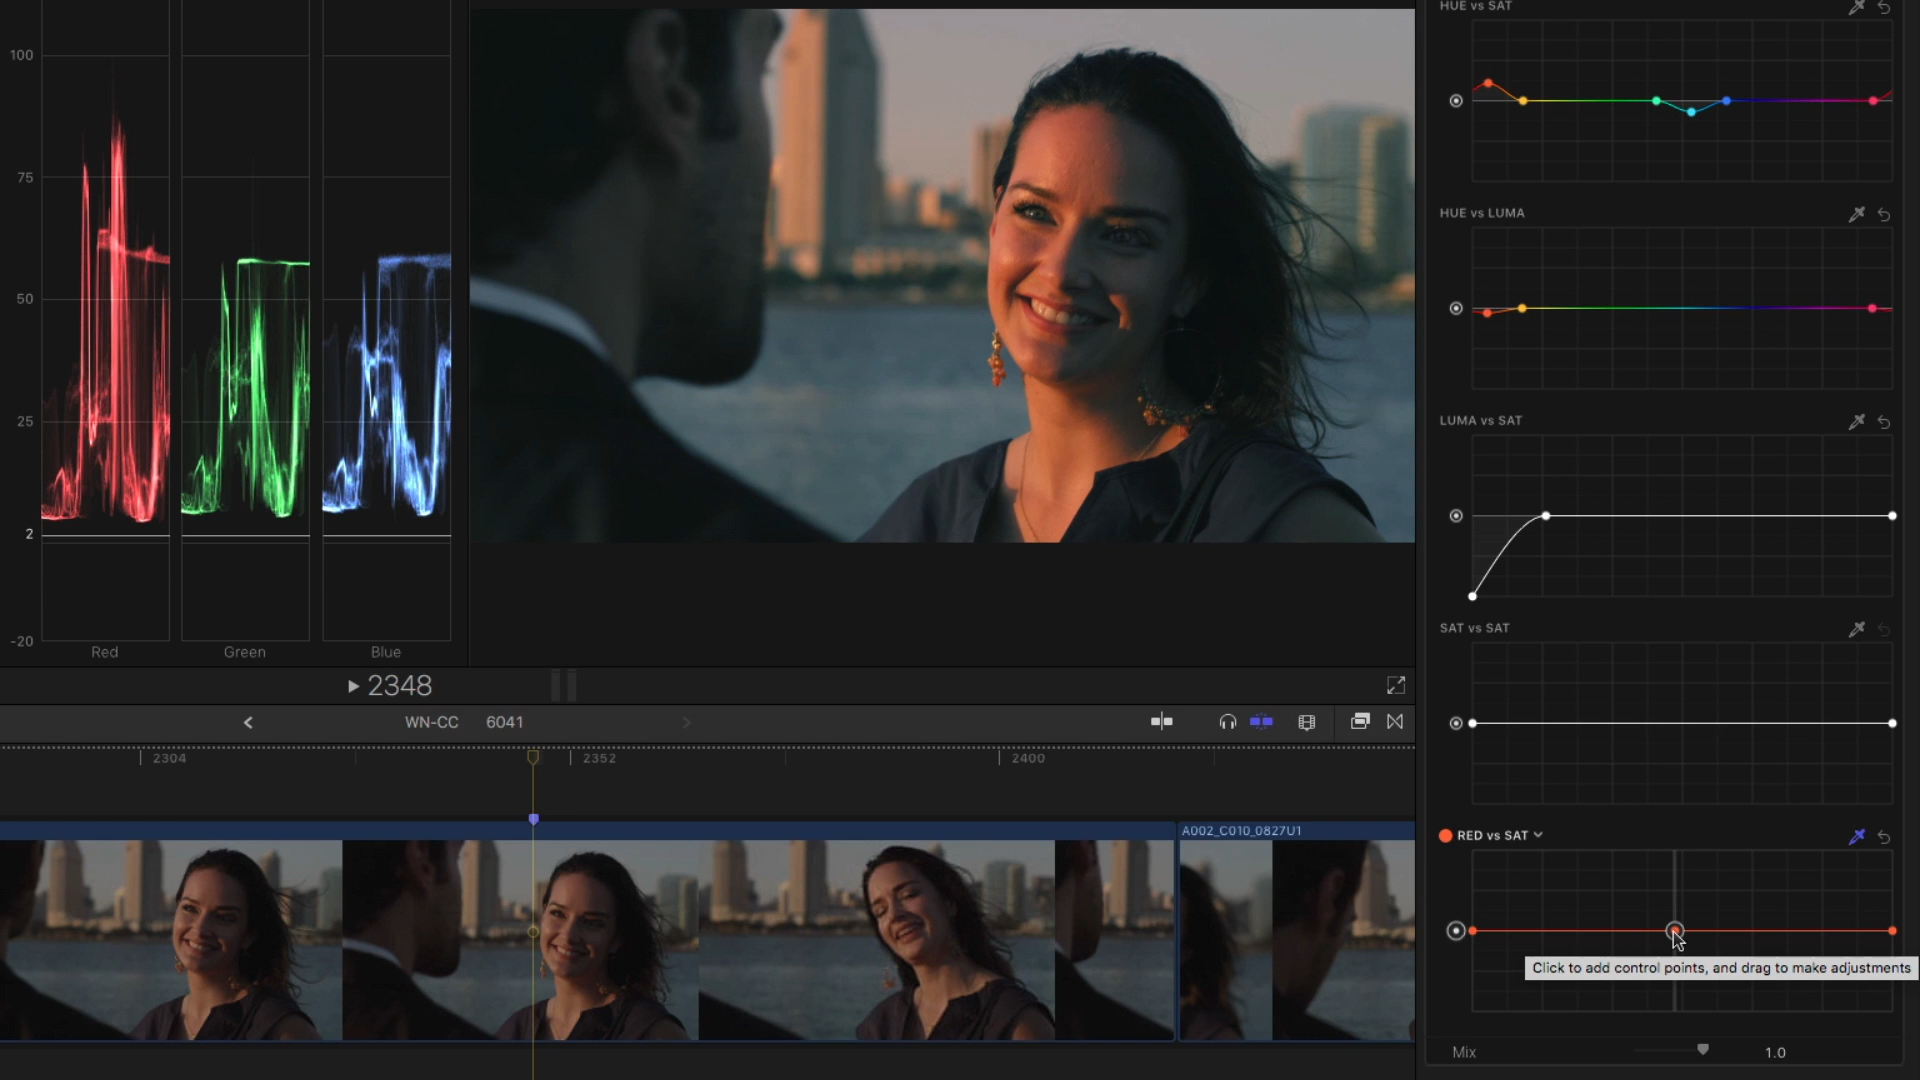 100
75
50
25
2
-20
Red
Green
Blue
2348
WN-CC 6041
2304
2352
2400
A002_C010_0827U1
HUE vs SAT
HUE vs LUMA
LUMA vs SAT
SAT vs SAT
RED vs SAT
Click to add control points, and drag to make adjustments
Mix
1.0